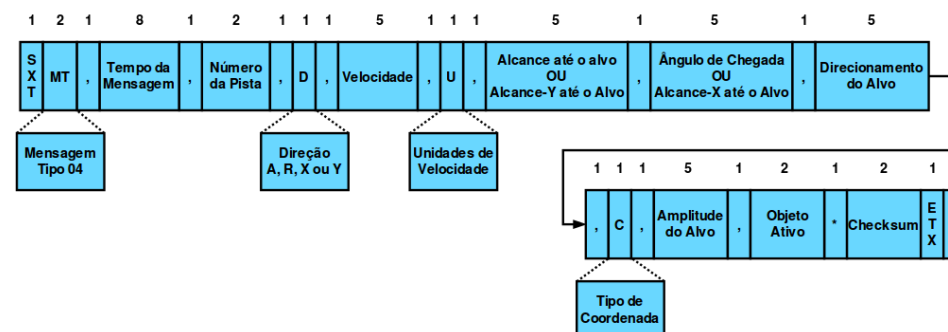 1 2 1 8 1 2 1 1 1 5 1 1 1 5 1 5 1 5
S
X
T
MT
,
Tempo da
Mensagem
,
Número
da Pista
,
D
,
Velocidade
,
U
,
Alcance até o alvo
OU
Alcance-Y até o Alvo
,
Ângulo de Chegada
OU
Alcance-X até o Alvo
,
Direcionamento
do Alvo
Mensagem
Tipo 04
Direção
A, R, X ou Y
Unidades de
Velocidade
1 1 1 5 1 2 1 2 1
,
C
,
Amplitude
do Alvo
,
Objeto
Ativo
*
Checksum
E
T
X
Tipo de
Coordenada